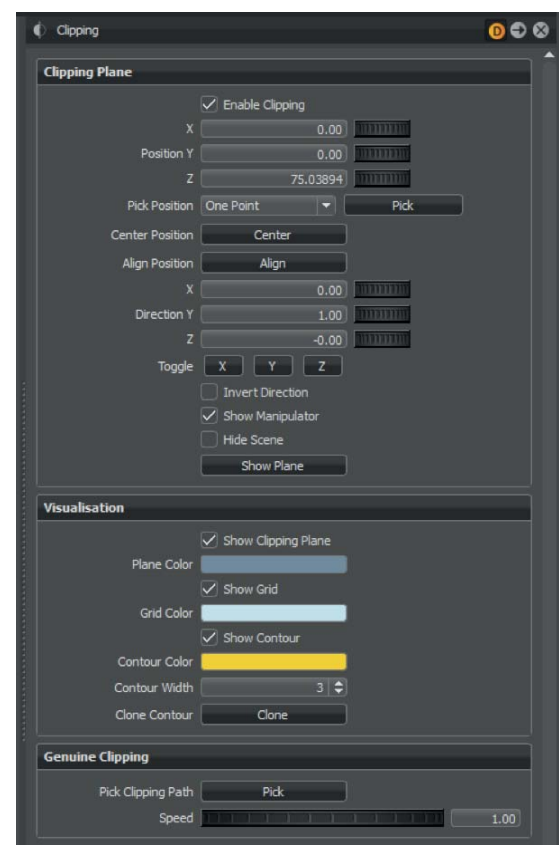 Clipping
D
Clipping Plane
Enable Clipping
X 0.00
Position Y 0.00
Z 75.03894
Pick Position One Point Pick
Center Position Center
Align Position Align
X 0.00
Direction Y 1.00
Z -0.00
Toggle X Y Z
Invert Direction
Show Manipulator
Hide Scene
Show Plane
Visualisation
Show Clipping Plane
Plane Color
Show Grid
Grid Color
Show Contour
Contour Color
Contour Width 3
Clone Contour Clone
Genuine Clipping
Pick Clipping Path Pick
Speed 1.00